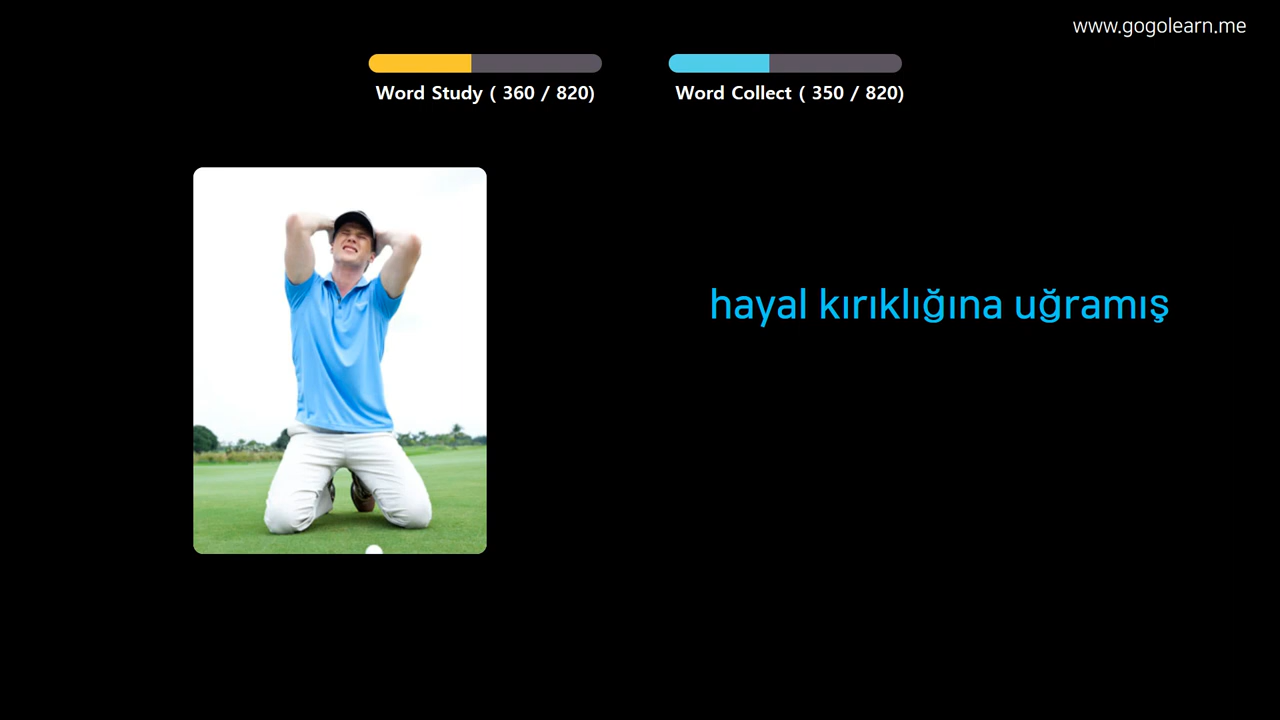 www.gogolearn.me
Word Study ( 360 / 820)
Word Collect ( 350 / 820)
hayal kırıklığına uğramış